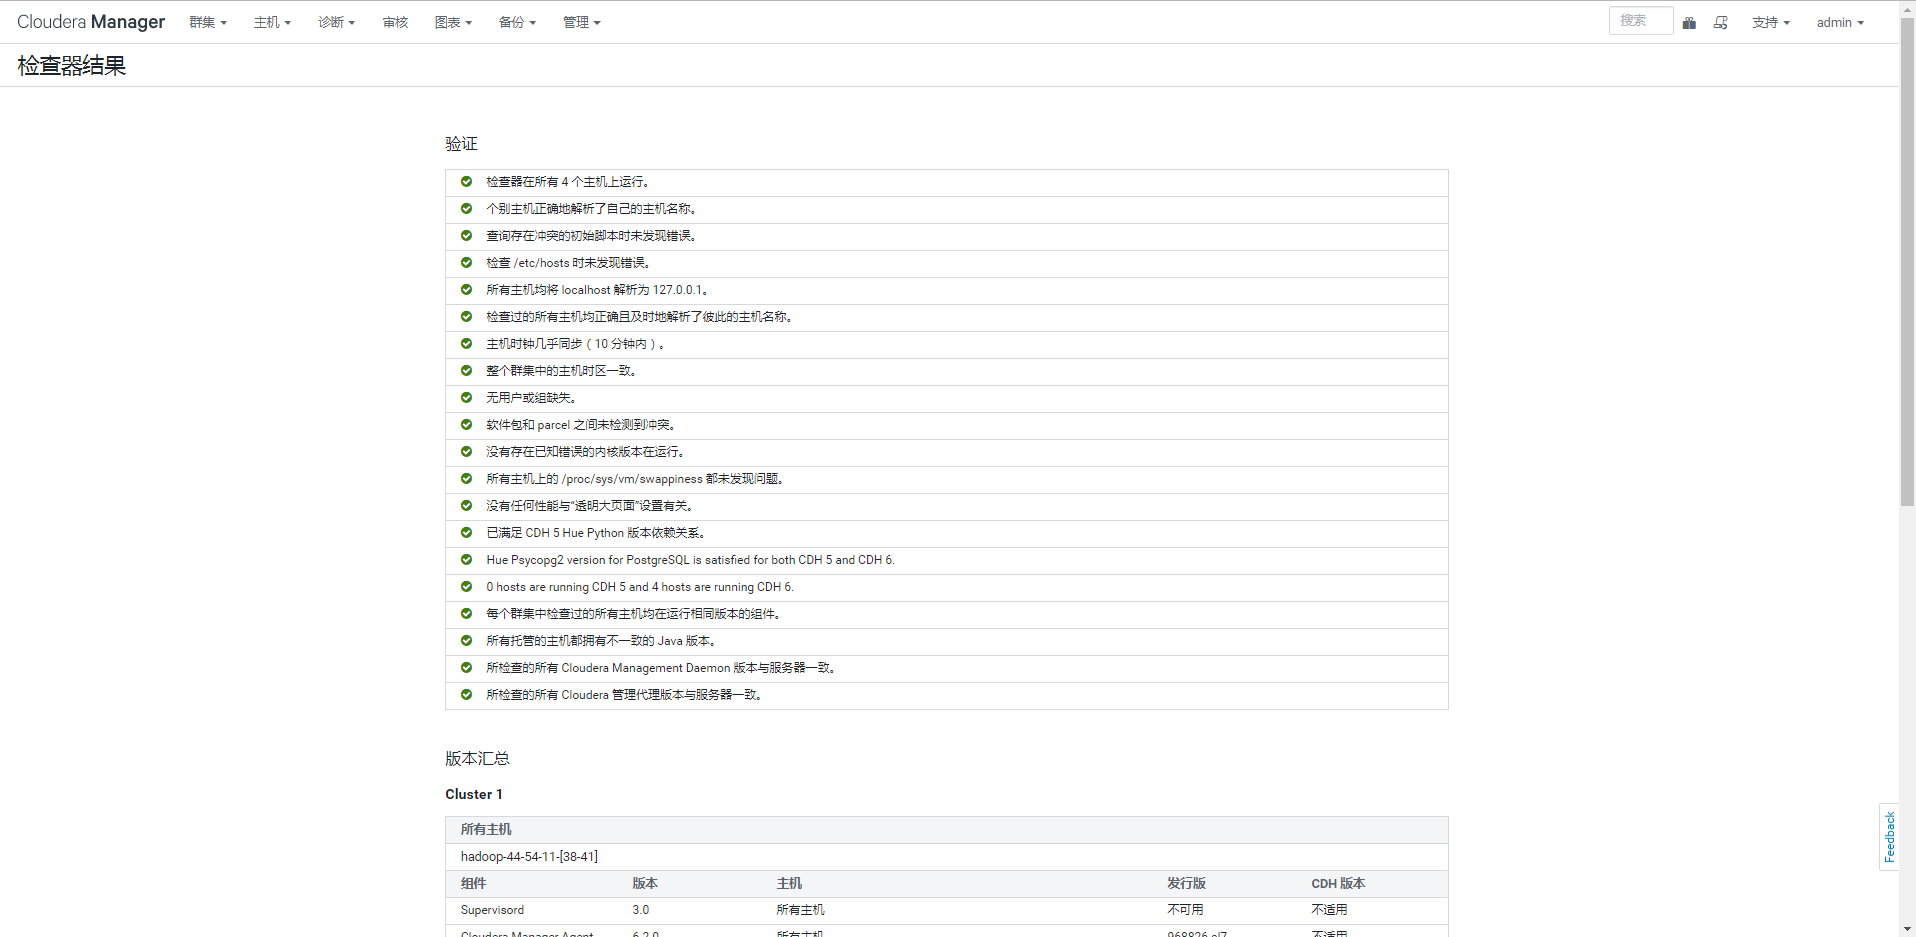 Cloudera Manager 群集 主机 诊断 审核 图表 备份 管理 搜索 支持 admin
检查器结果
验证
检查器在所有 4 个主机上运行。
个别主机正确地解析了自己的主机名称。
查询存在冲突的初始脚本时未发现错误。
检查 /etc/hosts 时未发现错误。
所有主机均将 localhost 解析为 127.0.0.1。
检查过的所有主机均正确且及时地解析了彼此的主机名称。
主机时钟几乎同步（10 分钟内）。
整个群集中的主机时区一致。
无用户或组缺失。
软件包和 parcel 之间未检测到冲突。
没有存在已知错误的内核版本在运行。
所有主机上的 /proc/sys/vm/swappiness 都未发现问题。
没有任何性能与“透明大页面”设置有关。
已满足 CDH 5 Hue Python 版本依赖关系。
Hue Psycopg2 version for PostgreSQL is satisfied for both CDH 5 and CDH 6.
0 hosts are running CDH 5 and 4 hosts are running CDH 6.
每个群集中检查过的所有主机均在运行相同版本的组件。
所有托管的主机都拥有不一致的 Java 版本。
所检查的所有 Cloudera Management Daemon 版本与服务器一致。
所检查的所有 Cloudera 管理代理版本与服务器一致。
版本汇总
Cluster 1
所有主机
hadoop-44-54-11-[38-41]
组件 版本 主机 发行版 CDH 版本
Supervisord 3.0 所有主机 不可用 不适用
Cloudera Manager Agent 6.2.0 所有主机 968826.el7 不适用
Feedback